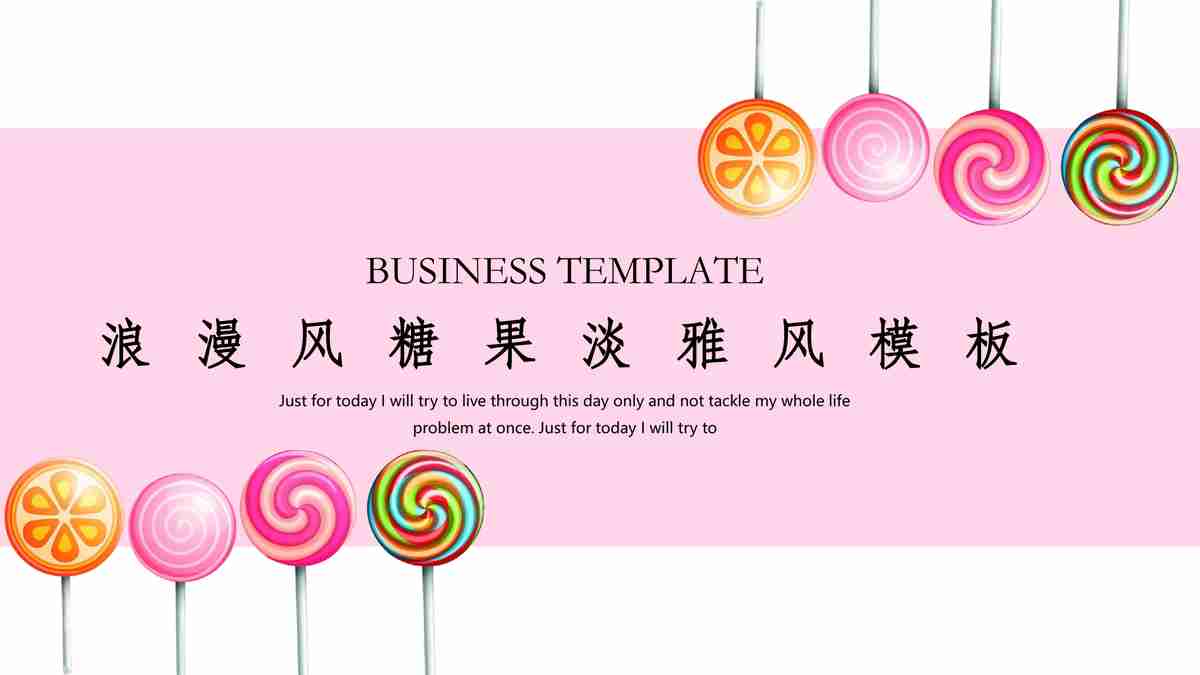 BUSINESS TEMPLATE
浪漫风糖果淡雅风模板
Just for today I will try to live through this day only and not tackle my whole life
problem at once. Just for today I will try to